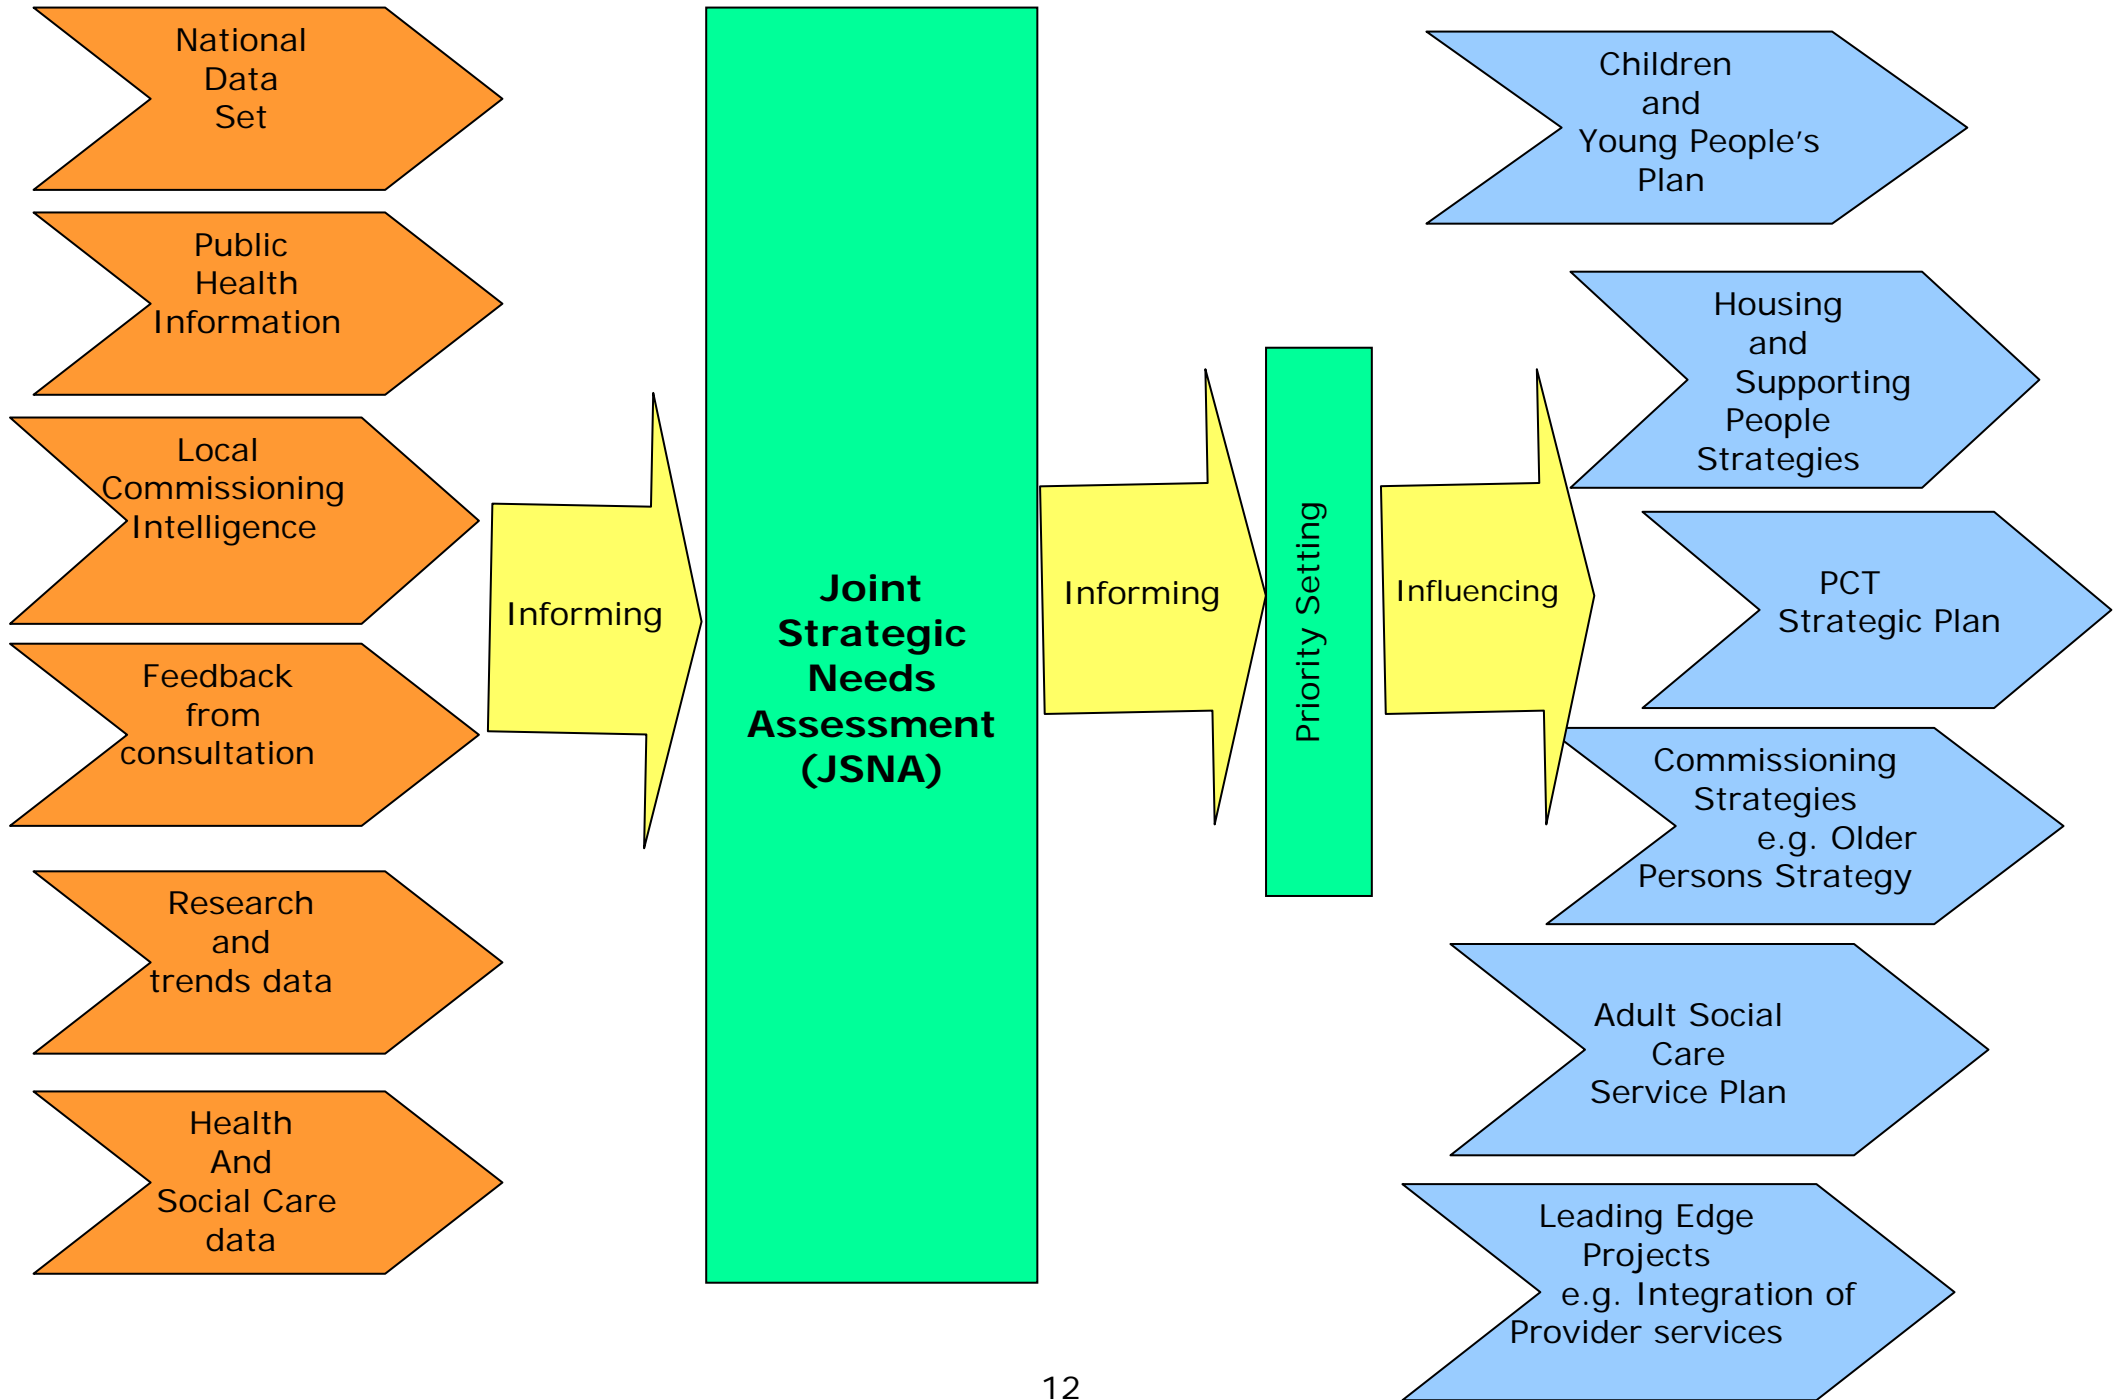 National
Data
Set
Public
Health
Information
Local
Commissioning
Intelligence
Feedback
from
consultation
Research
and
trends data
Health
And
Social Care
data
Informing
Joint
Strategic
Needs
Assessment
(JSNA)
Informing
Priority Setting
Influencing
Children
and
Young People's
Plan
Housing
and
Supporting
People
Strategies
PCT
Strategic Plan
Commissioning
Strategies
e.g. Older
Persons Strategy
Adult Social
Care
Service Plan
Leading Edge
Projects
e.g. Integration of
Provider services
12